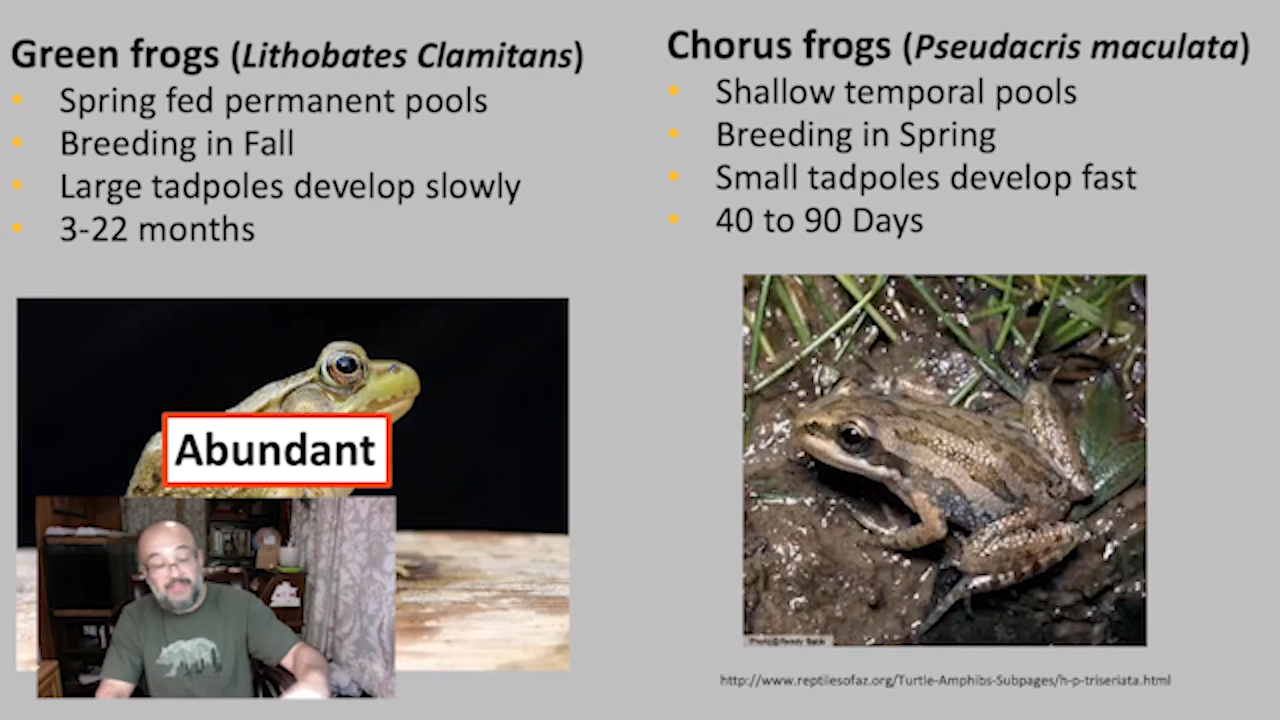 Green frogs (Lithobates Clamitans)
• Spring fed permanent pools
• Breeding in Fall
• Large tadpoles develop slowly
• 3-22 months
Abundant
Chorus frogs (Pseudacris maculata)
• Shallow temporal pools
• Breeding in Spring
• Small tadpoles develop fast
• 40 to 90 Days
http://www.reptilesofaz.org/Turtle-Amphibs-Subpages/h-p-triseriata.html